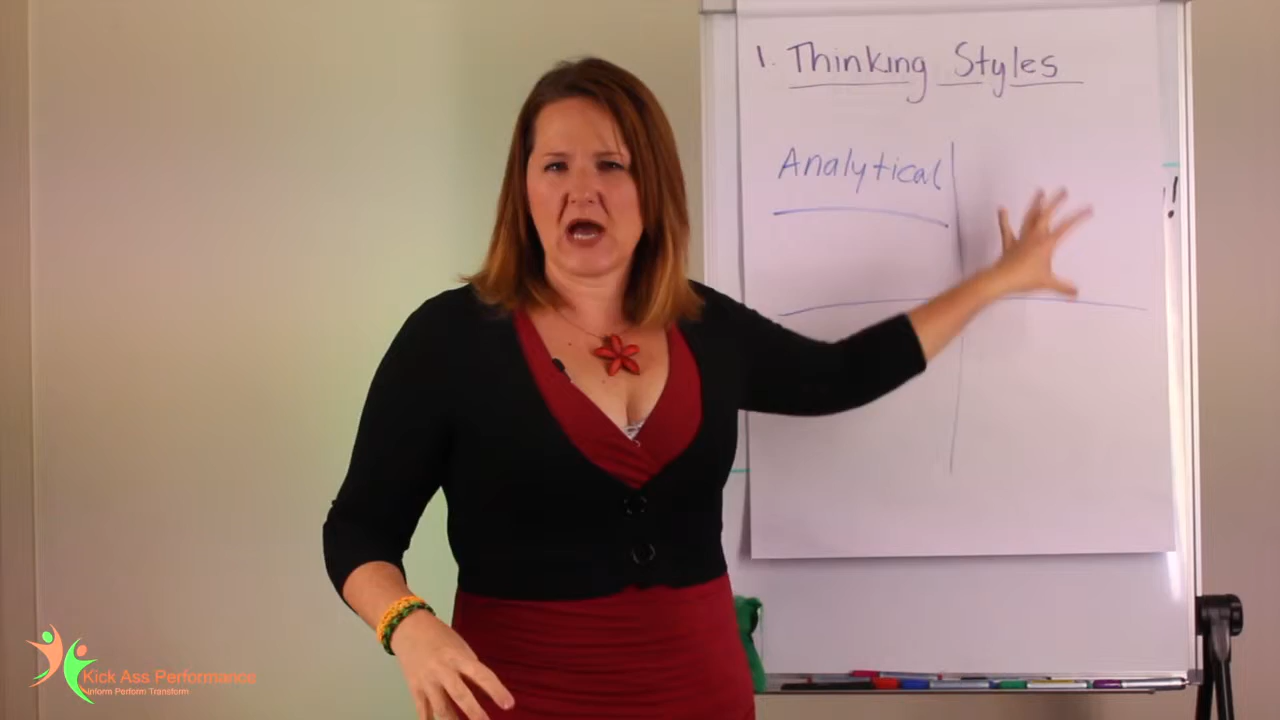 1. Thinking Styles
Analytical
!
Kick Ass Performance
Inform Perform Transform